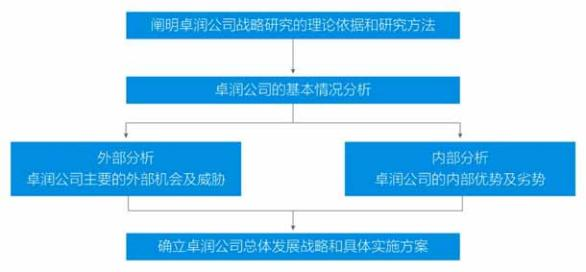 阐明卓润公司战略研究的理论依据和研究方法
卓润公司的基本情况分析
外部分析
卓润公司主要的外部机会及威胁
内部分析
卓润公司的内部优势及劣势
确立卓润公司总体发展战略和具体实施方案